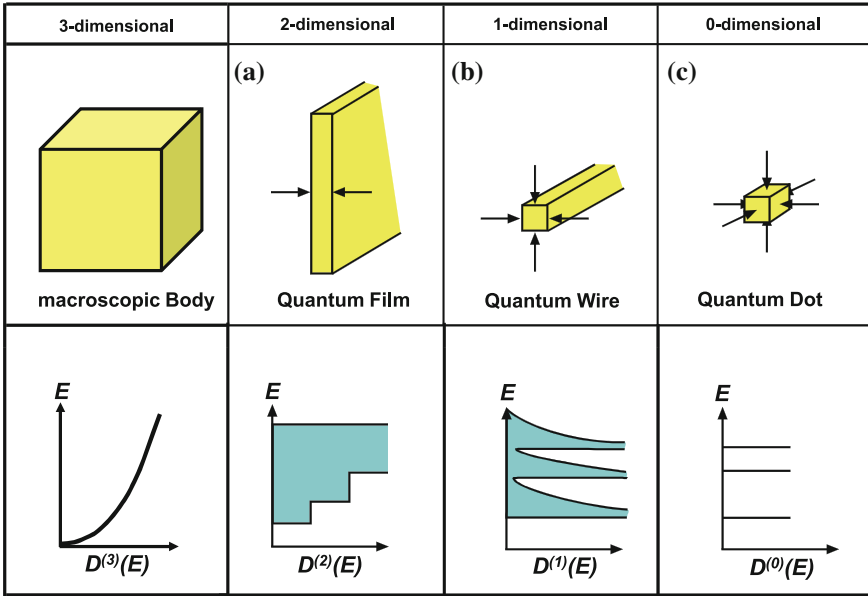 3-dimensional 2-dimensional 1-dimensional 0-dimensional
(a) (b) (c)
macroscopic Body Quantum Film Quantum Wire Quantum Dot
E E E E
D⁽³⁾(E) D⁽²⁾(E) D⁽¹⁾(E) D⁽⁰⁾(E)